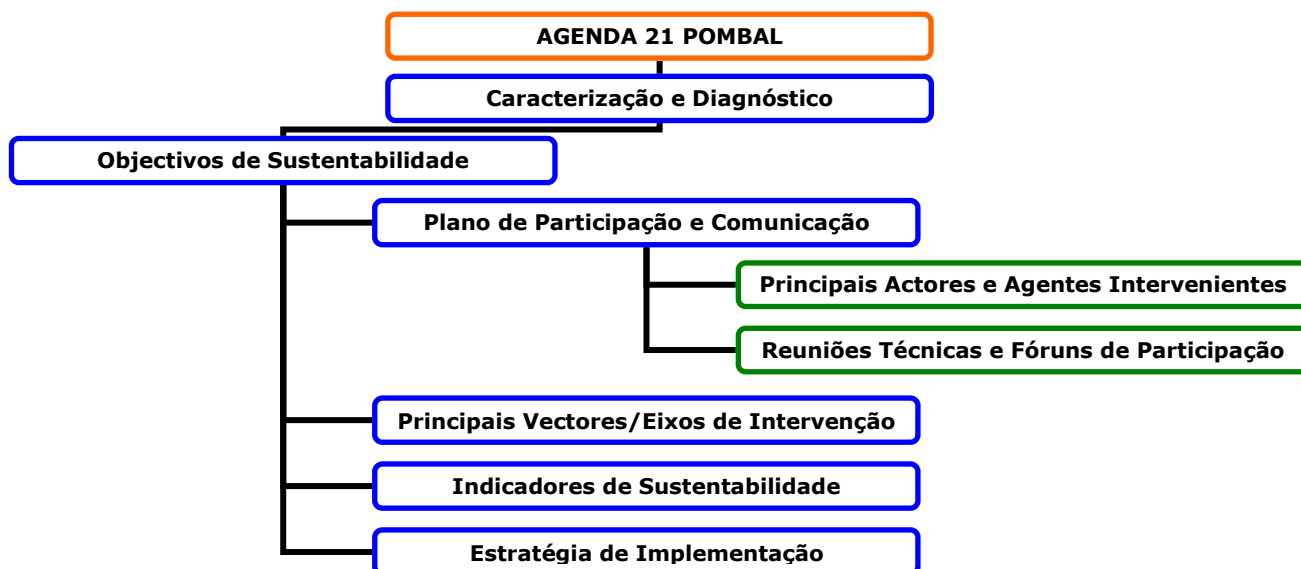 AGENDA 21 POMBAL
Caracterização e Diagnóstico
Objectivos de Sustentabilidade
Plano de Participação e Comunicação
Principais Actores e Agentes Intervenientes
Reuniões Técnicas e Fóruns de Participação
Principais Vectores/Eixos de Intervenção
Indicadores de Sustentabilidade
Estratégia de Implementação